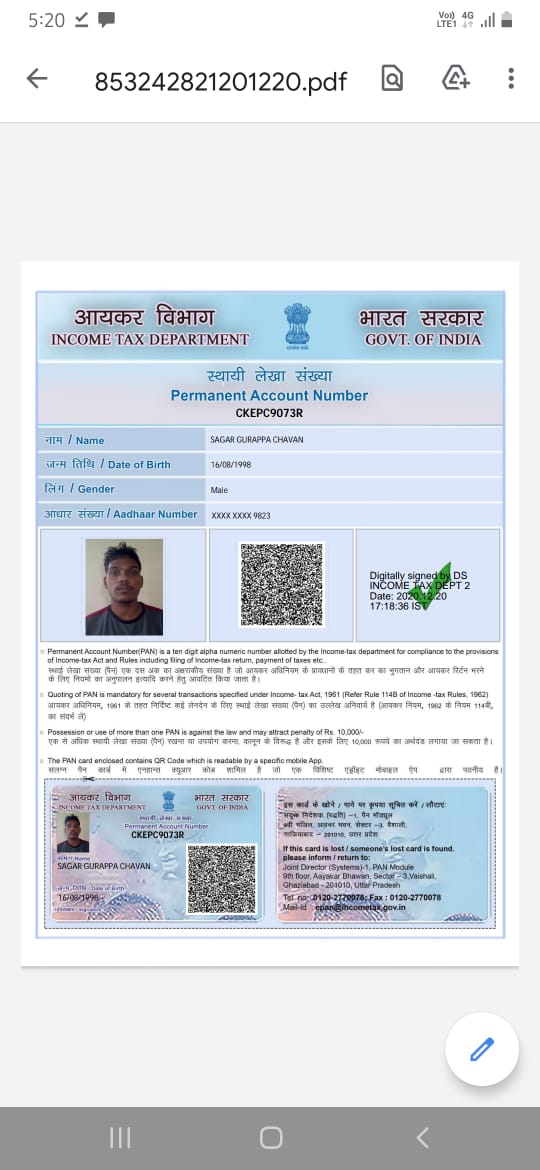 5:20
Vo) 4G
LTE1
853242821201220.pdf
आयकर विभाग
INCOME TAX DEPARTMENT
भारत सरकार
GOVT. OF INDIA
स्थायी लेखा संख्या
Permanent Account Number
CKEPC9073R
नाम / Name
SAGAR GURAPPA CHAVAN
जन्म तिथि / Date of Birth
16/08/1998
लिंग / Gender
Male
आधार संख्या / Aadhaar Number
XXXX XXXX 9823
Digitally signed by DS
INCOME TAX DEPT 2
Date: 2020.12.20
17:18:36 IST
Permanent Account Number(PAN) is a ten digit alpha numeric number allotted by the Income-tax department for compliance to the provisions
of Income-tax Act and Rules including filing of Income-tax return, payment of taxes etc..
स्थाई लेखा संख्या (पैन) एक दस अंक का अक्षरांकीय संख्या है जो आयकर अधिनियम के प्रावधानों के तहत कर का भुगतान और आयकर रिर्टन भरने
के लिए नियमों का अनुपालन इत्यादि करने हेतु आवंटित किया जाता है।
Quoting of PAN is mandatory for several transactions specified under Income- tax Act, 1961 (Refer Rule 114B of Income -tax Rules, 1962)
आयकर अधिनियम, 1961 के तहत निर्दिष्ट कई लेनदेन के लिए स्थाई लेखा संख्या (पैन) का उल्लेख अनिवार्य है (आयकर नियम, 1962 के नियम 114बी,
का संदर्भ लें)
Possession or use of more than one PAN is against the law and may attract penalty of Rs. 10,000/-
एक से अधिक स्थायी लेखा संख्या (पैन) रखना या उपयोग करना, कानून के विरुद्ध है और इसके लिए 10,000 रूपये का अर्थदंड लगाया जा सकता है।
The PAN card enclosed contains QR Code which is readable by a specific mobile App.
संलग्न पैन कार्ड में एनहान्स क्यूआर कोड शामिल है जो एक विशिष्ट एंड्रॉइट मोबाइल ऐप द्वारा पठनीय है।
आयकर विभाग
INCOME TAX DEPARTMENT
भारत सरकार
GOVT OF INDIA
स्थायी लेखा संख्या
Permanent Account Number
CKEPC9073R
नाम / Name
SAGAR GURAPPA CHAVAN
Date of Birth
16/08/1998
इस कार्ड के खोने / पाने पर कृपया सूचित करें / लौटाएं:
संयुक्त निदेशक (पद्धति) –1, पैन मॉड्यूल
मंजिल, आयकर भवन, सेक्टर –3, वैशाली,
गाजियाबाद – 201010, उत्तर प्रदेश
If this card is lost / someone's lost card is found,
please inform / return to:
Joint Director (Systems)-1, PAN Module
9th floor, Aayakar Bhawan, Sector –3,Vaishali,
Ghaziabad - 201010, Uttar Pradesh
Tel no- 0120-2770078; Fax : 0120-2770078
Mail-id : epan@incometax.gov.in